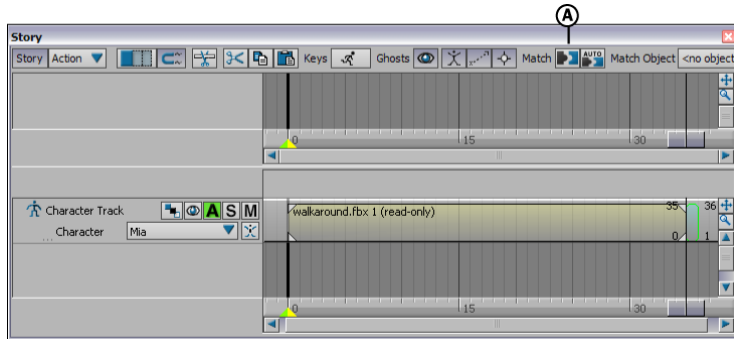 A
Story
Story Action Keys Ghosts Match AUTO Match Object <no object
0 15 30
Character Track A S M walkaround.fbx 1 (read-only) 35 36
... Character Mia 0 1
0 15 30